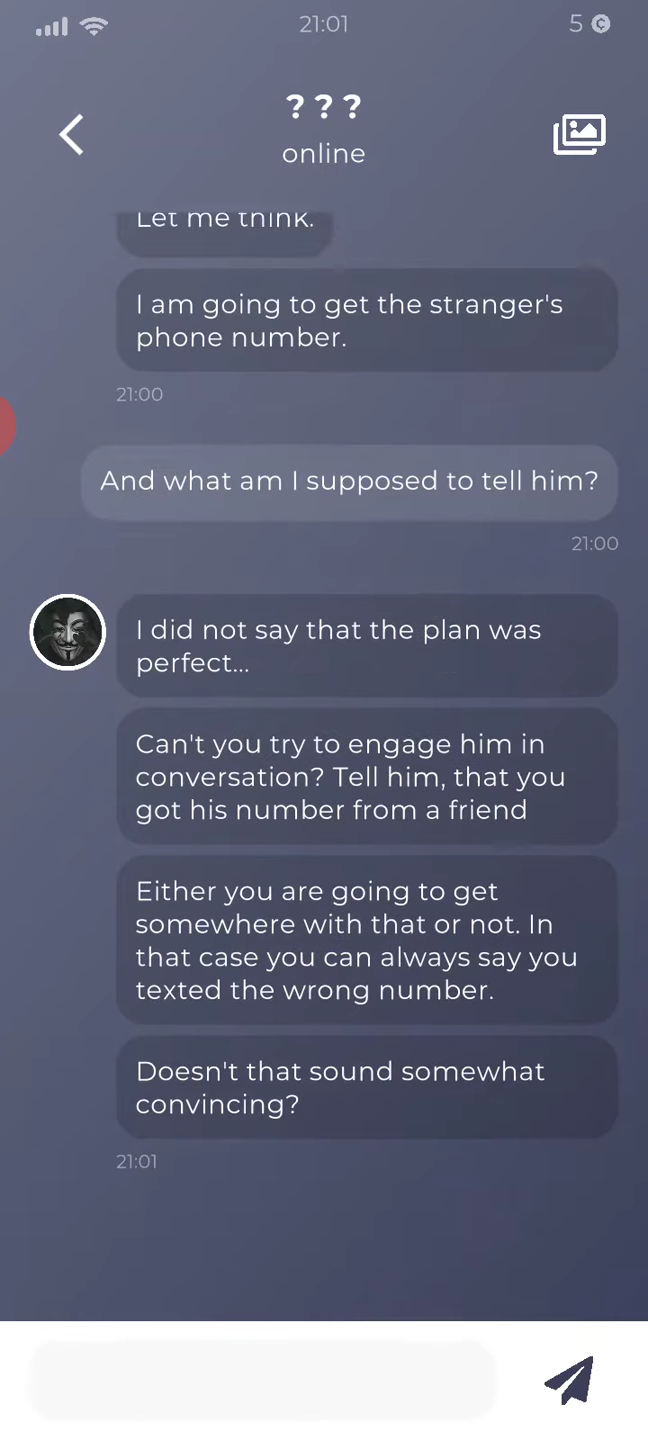 21:01
5
? ? ?
online
Let me think.
I am going to get the stranger's
phone number.
21:00
And what am I supposed to tell him?
21:00
I did not say that the plan was
perfect...
Can't you try to engage him in
conversation? Tell him, that you
got his number from a friend
Either you are going to get
somewhere with that or not. In
that case you can always say you
texted the wrong number.
Doesn't that sound somewhat
convincing?
21:01